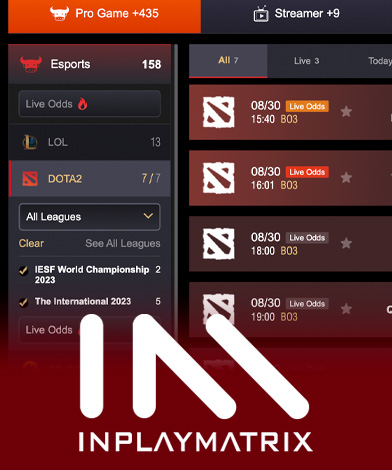 Pro Game +435
Streamer +9
Esports 158
Live Odds
LOL 13
DOTA2 7/7
All Leagues
Clear See All Leagues
IESF World Championship 2
2023
The International 2023 5
Live Odds
All 7 Live 3 Today
08/30 Live Odds
15:40 BO3
08/30 Live Odds
16:01 BO3
08/30 Live Odds
18:00 BO3
08/30 Live Odds
19:00 BO3
INPLAYMATRIX